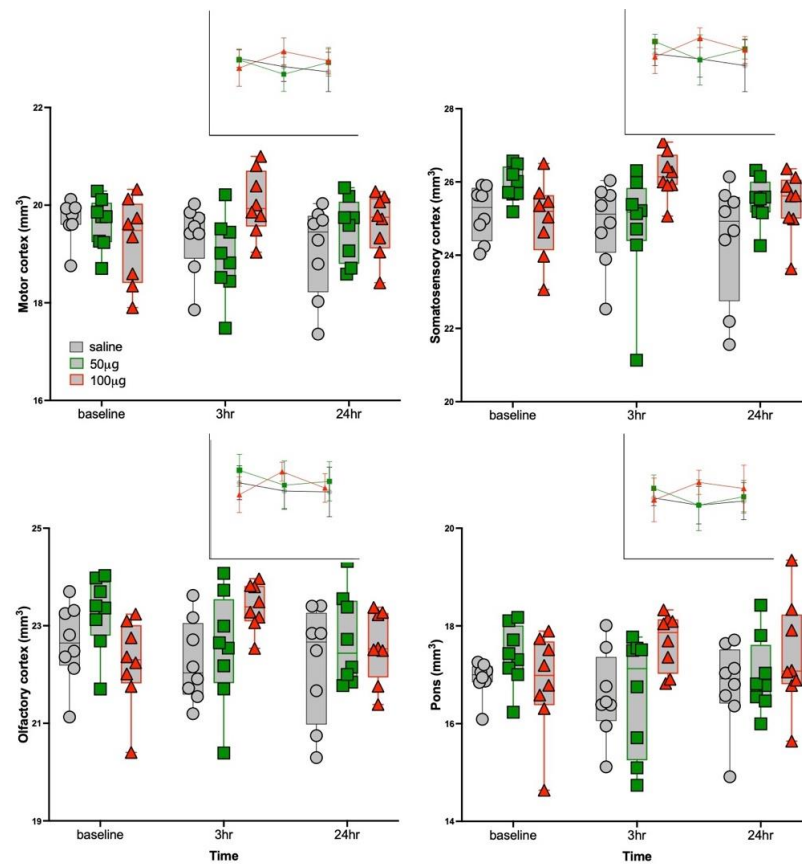 Motor cortex (mm³)
22
20
18
16
saline
50µg
100µg
baseline
3hr
24hr
Somatosensory cortex (mm³)
28
26
24
22
20
baseline
3hr
24hr
Olfactory cortex (mm³)
25
23
21
19
baseline
3hr
24hr
Time
Pons (mm³)
20
18
16
14
baseline
3hr
24hr
Time